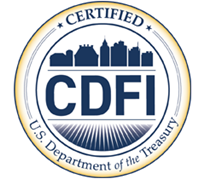 ★ CERTIFIED ★
CDFI
U.S. Department of the Treasury